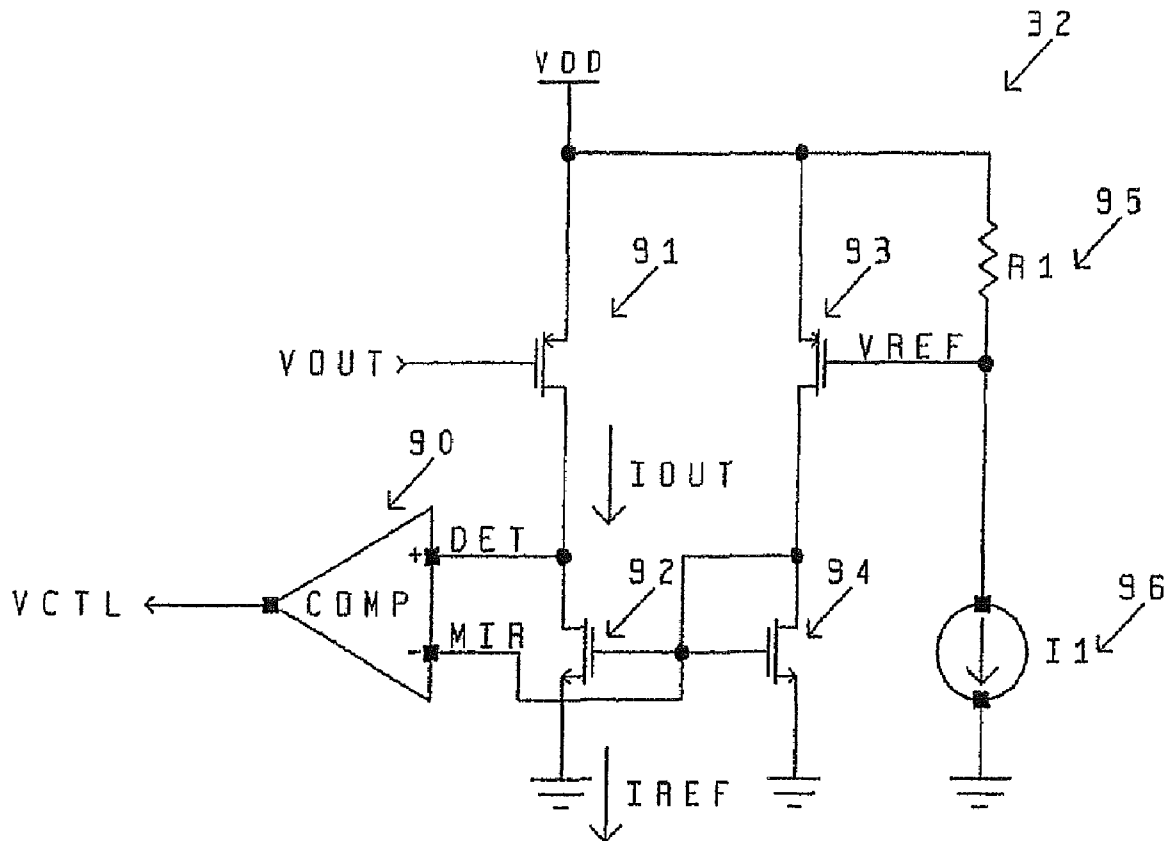 32
VDD
95
91
93
R1
VOUT
VREF
90
IOUT
+
DET
92
94
96
VCTL
COMP
-
MIR
I1
IREF